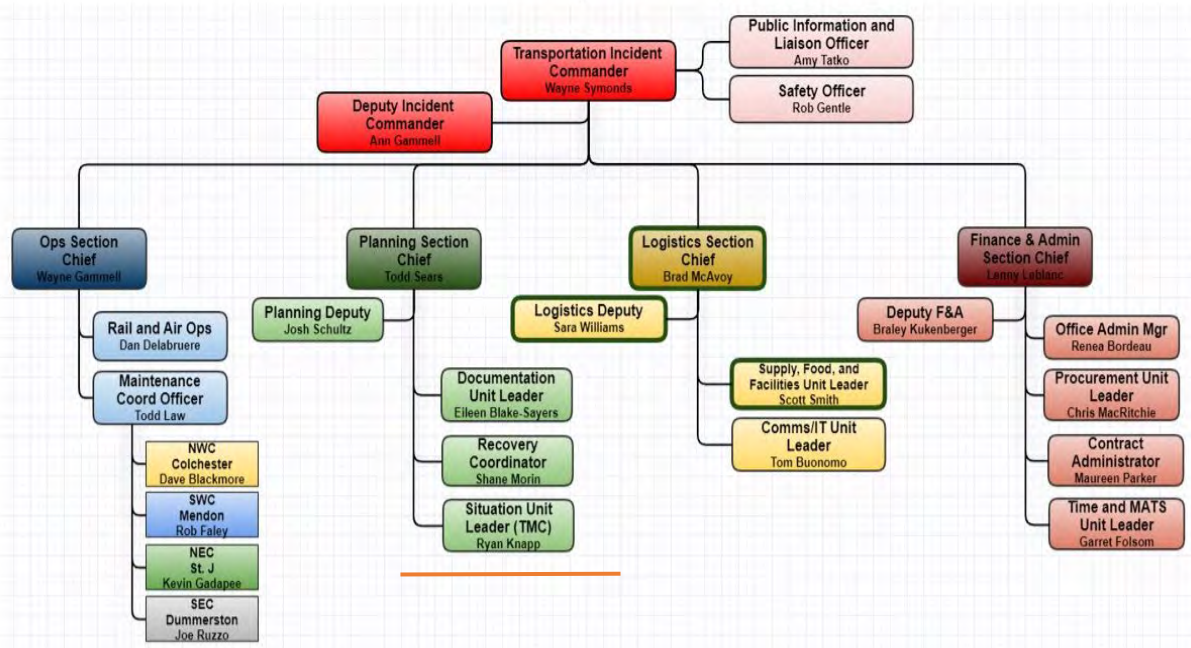 Public Information and
Liaison Officer
Amy Tatko
Transportation Incident
Commander
Wayne Symonds
Safety Officer
Rob Gentle
Deputy Incident
Commander
Ann Gammell
Ops Section
Chief
Wayne Gammell
Rail and Air Ops
Dan Delabruere
Maintenance
Coord Officer
Todd Law
NWC
Colchester
Dave Blackmore
SWC
Mendon
Rob Faley
NEC
St. J
Kevin Gadapee
SEC
Dummerston
Joe Ruzzo
Planning Section
Chief
Todd Sears
Planning Deputy
Josh Schultz
Documentation
Unit Leader
Eileen Blake-Sayers
Recovery
Coordinator
Shane Morin
Situation Unit
Leader (TMC)
Ryan Knapp
Logistics Section
Chief
Brad McAvoy
Logistics Deputy
Sara Williams
Supply, Food, and
Facilities Unit Leader
Scott Smith
Comms/IT Unit
Leader
Tom Buonomo
Finance & Admin
Section Chief
Lenny Leblanc
Deputy F&A
Braley Kukenberger
Office Admin Mgr
Renea Bordeau
Procurement Unit
Leader
Chris MacRitchie
Contract
Administrator
Maureen Parker
Time and MATS
Unit Leader
Garret Folsom